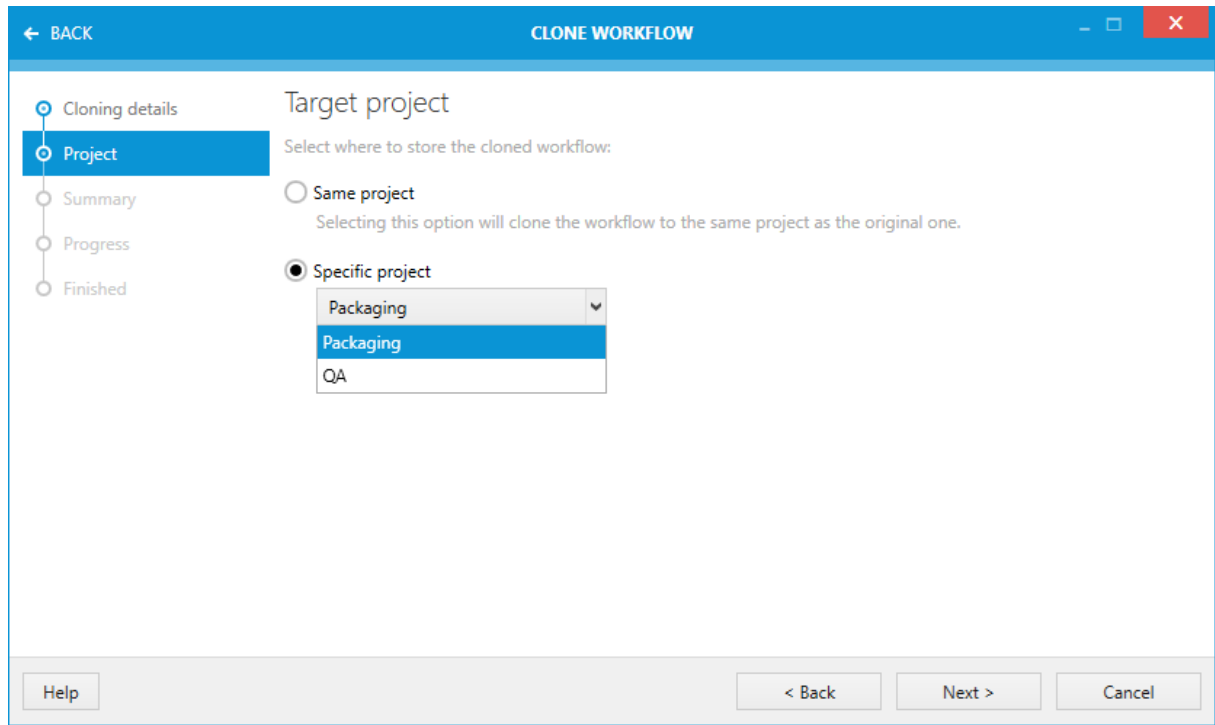 BACK
CLONE WORKFLOW
Cloning details
Project
Summary
Progress
Finished
Target project
Select where to store the cloned workflow:
Same project
Selecting this option will clone the workflow to the same project as the original one.
Specific project
Packaging
Packaging
QA
Help
< Back
Next >
Cancel